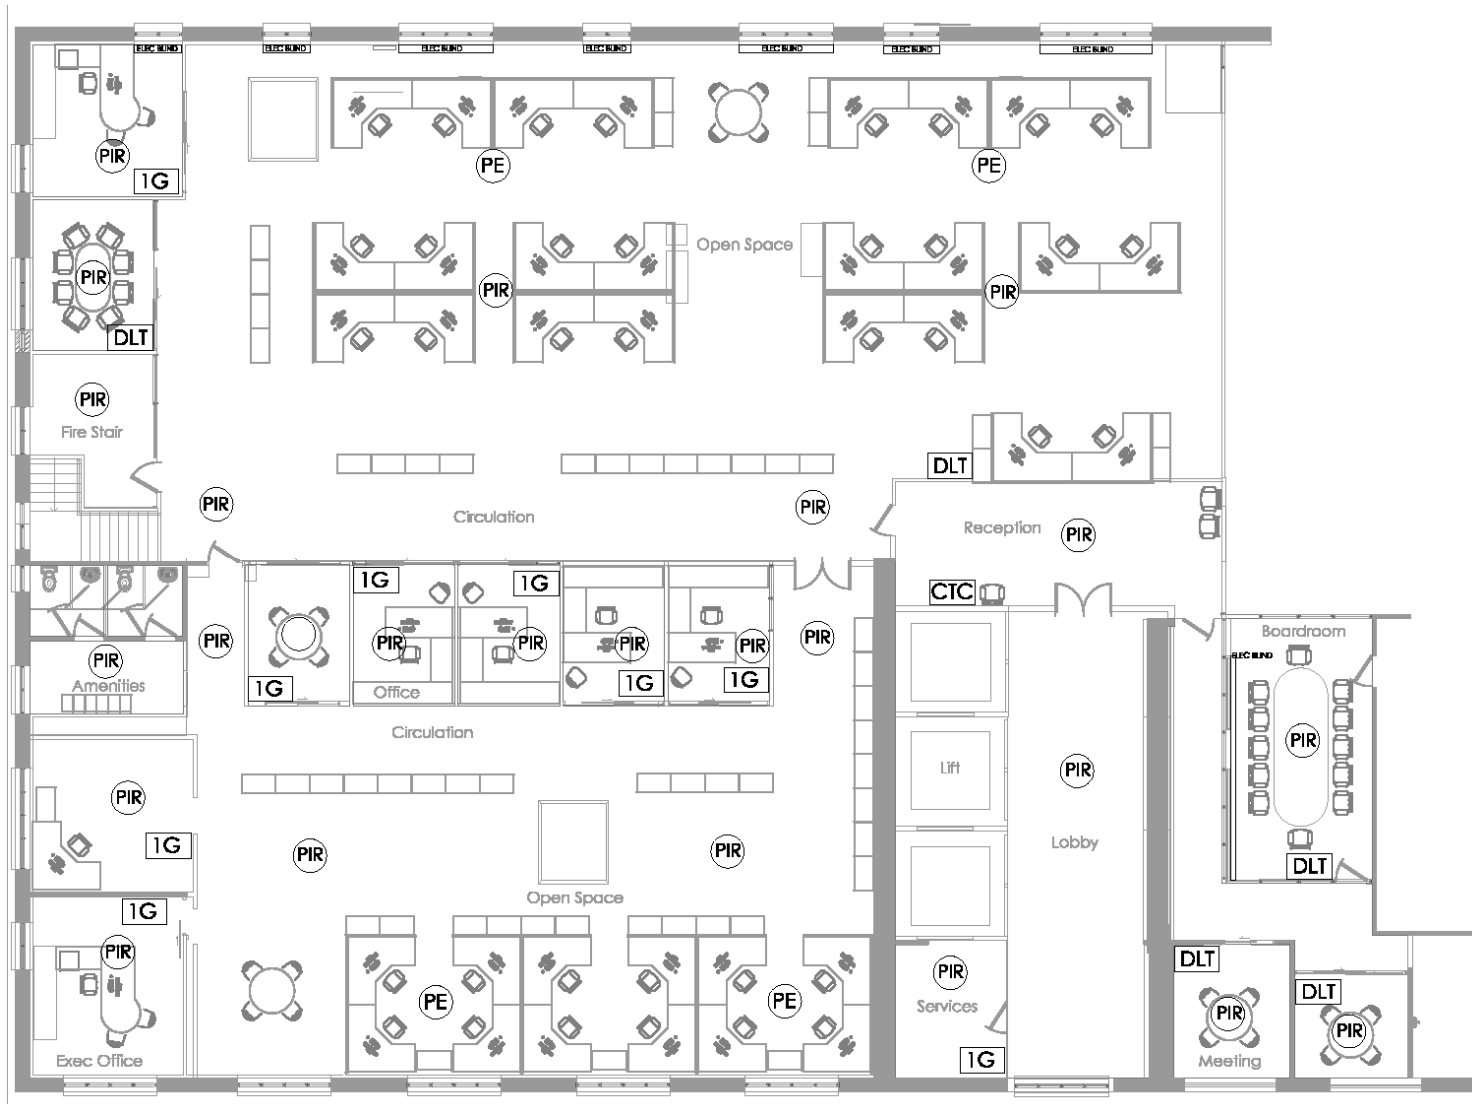 ELEC BLIND
ELEC BLIND
ELEC BLIND
ELEC BLIND
ELEC BLIND
ELEC BLIND
ELEC BLIND
PIR
PE
PE
1G
Open Space
PIR
PIR
PIR
DLT
PIR
Fire Stair
DLT
PIR
PIR
Circulation
Reception
PIR
1G
1G
CTC
PIR
PIR
PIR
PIR
PIR
PIR
Boardroom
ELEC BLIND
PIR
Amenities
1G
Office
1G
1G
Circulation
PIR
Lift
PIR
PIR
1G
PIR
PIR
Lobby
DLT
Open Space
1G
PIR
DLT
PIR
DLT
PE
PE
Services
PIR
PIR
Exec Office
1G
Meeting